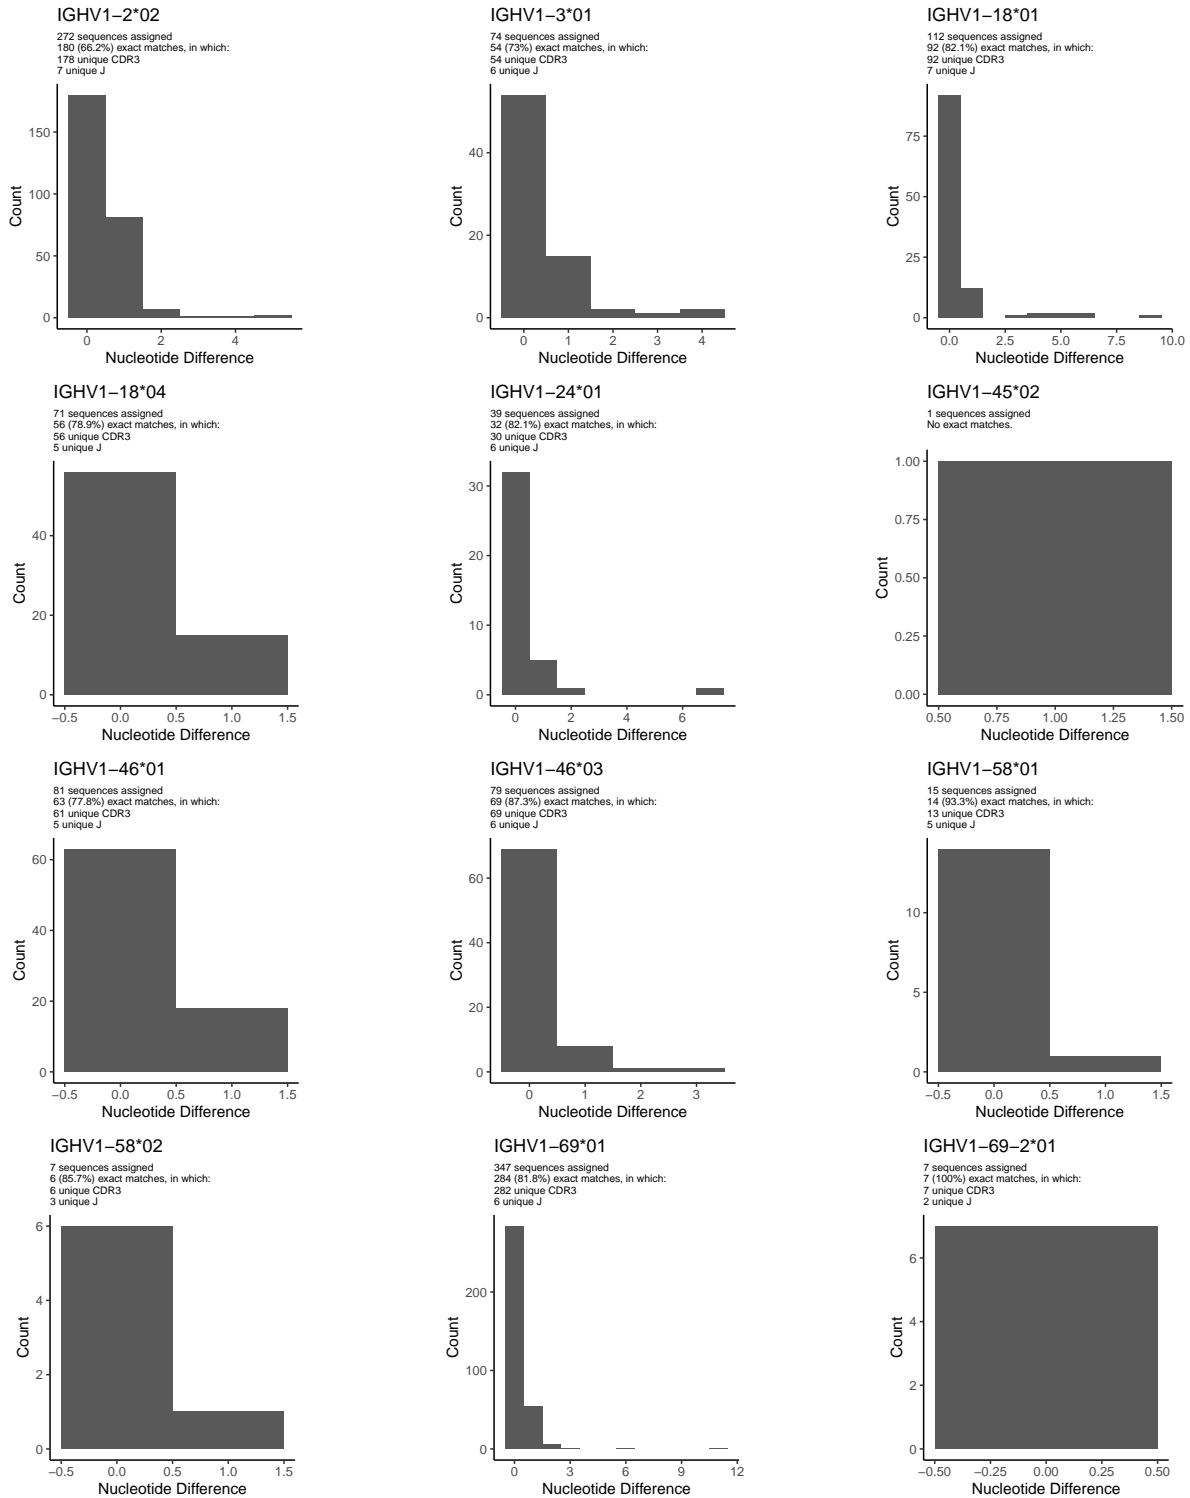 IGHV1−2*02
272 sequences assigned
180 (66.2%) exact matches, in which:
178 unique CDR3
7 unique J
150
100
50
0
Count
0 2 4
Nucleotide Difference
IGHV1−3*01
74 sequences assigned
54 (73%) exact matches, in which:
54 unique CDR3
6 unique J
40
20
0
Count
0 1 2 3 4
Nucleotide Difference
IGHV1−18*01
112 sequences assigned
92 (82.1%) exact matches, in which:
92 unique CDR3
7 unique J
75
50
25
0
Count
0.0 2.5 5.0 7.5 10.0
Nucleotide Difference
IGHV1−18*04
71 sequences assigned
56 (78.9%) exact matches, in which:
56 unique CDR3
5 unique J
40
20
0
Count
−0.5 0.0 0.5 1.0 1.5
Nucleotide Difference
IGHV1−24*01
39 sequences assigned
32 (82.1%) exact matches, in which:
30 unique CDR3
6 unique J
30
20
10
0
Count
0 2 4 6
Nucleotide Difference
IGHV1−45*02
1 sequences assigned
No exact matches.
1.00
0.75
0.50
0.25
0.00
Count
0.50 0.75 1.00 1.25 1.50
Nucleotide Difference
IGHV1−46*01
81 sequences assigned
63 (77.8%) exact matches, in which:
61 unique CDR3
5 unique J
60
40
20
0
Count
−0.5 0.0 0.5 1.0 1.5
Nucleotide Difference
IGHV1−46*03
79 sequences assigned
69 (87.3%) exact matches, in which:
69 unique CDR3
6 unique J
60
40
20
0
Count
0 1 2 3
Nucleotide Difference
IGHV1−58*01
15 sequences assigned
14 (93.3%) exact matches, in which:
13 unique CDR3
5 unique J
10
5
0
Count
−0.5 0.0 0.5 1.0 1.5
Nucleotide Difference
IGHV1−58*02
7 sequences assigned
6 (85.7%) exact matches, in which:
6 unique CDR3
3 unique J
6
4
2
0
Count
−0.5 0.0 0.5 1.0 1.5
Nucleotide Difference
IGHV1−69*01
347 sequences assigned
284 (81.8%) exact matches, in which:
282 unique CDR3
6 unique J
200
100
0
Count
0 3 6 9 12
Nucleotide Difference
IGHV1−69−2*01
7 sequences assigned
7 (100%) exact matches, in which:
7 unique CDR3
2 unique J
6
4
2
0
Count
−0.50 −0.25 0.00 0.25 0.50
Nucleotide Difference